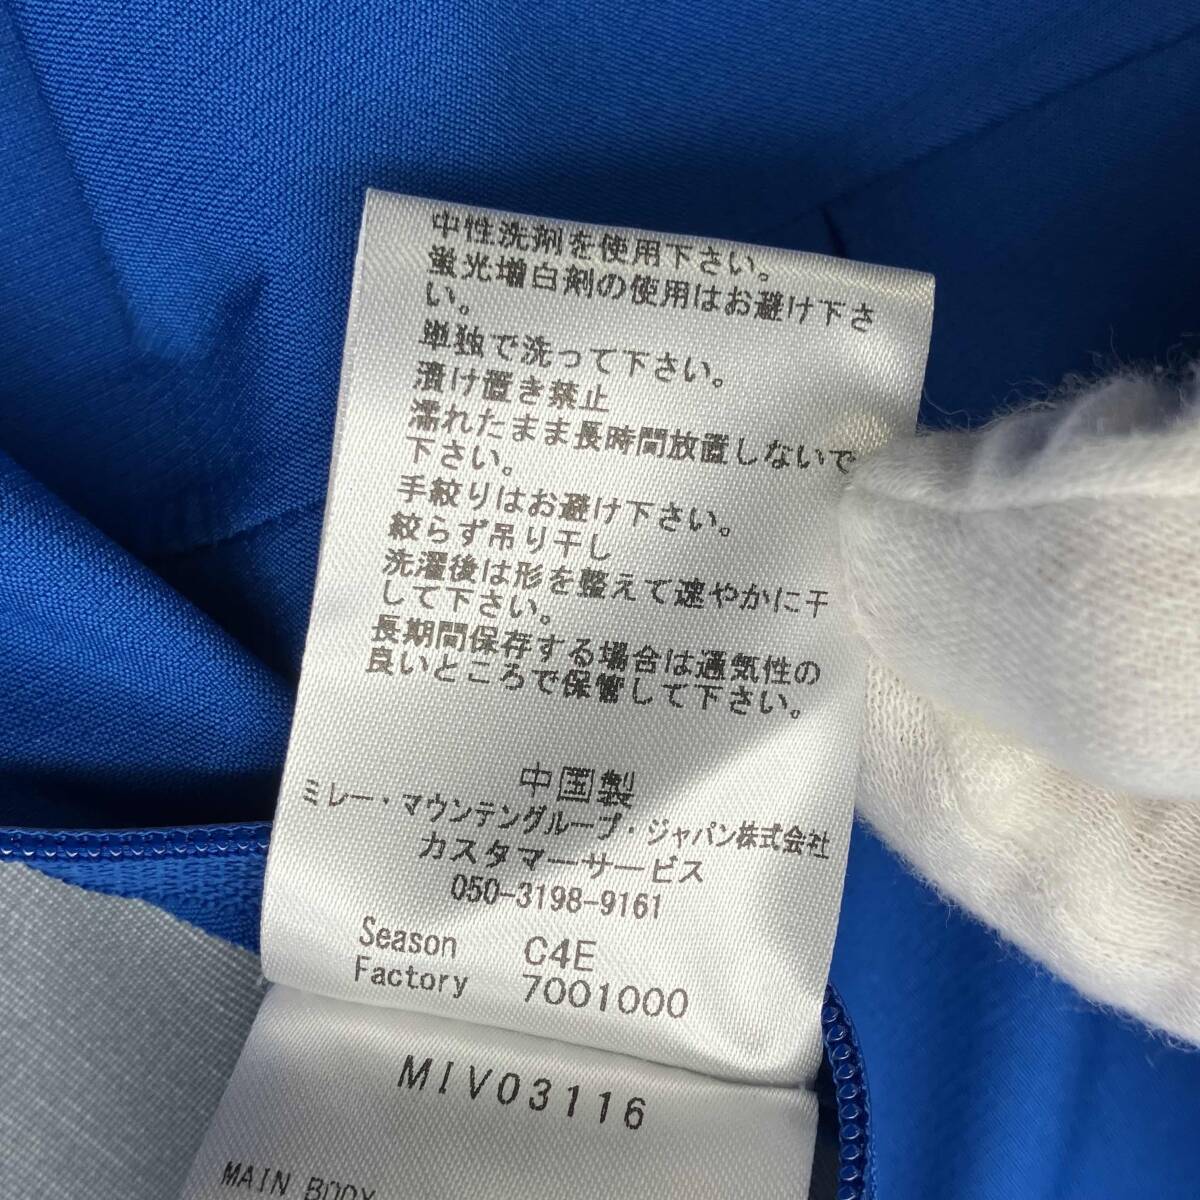 中性洗剤を使用下さい。
蛍光増白剤の使用はお避け下さ
い。
単独で洗って下さい。
漬け置き禁止
濡れたまま長時間放置しないで
下さい。
手絞りはお避け下さい。
絞らず吊り干し
洗濯後は形を整えて速やかに干
して下さい。
長期間保存する場合は通気性の
良いところで保管して下さい。
中国製
ミレー・マウンテングループ・ジャパン株式会社
カスタマーサービス
050-3198-9161
Season C4E
Factory 7001000
MIV03116
MAIN BODY